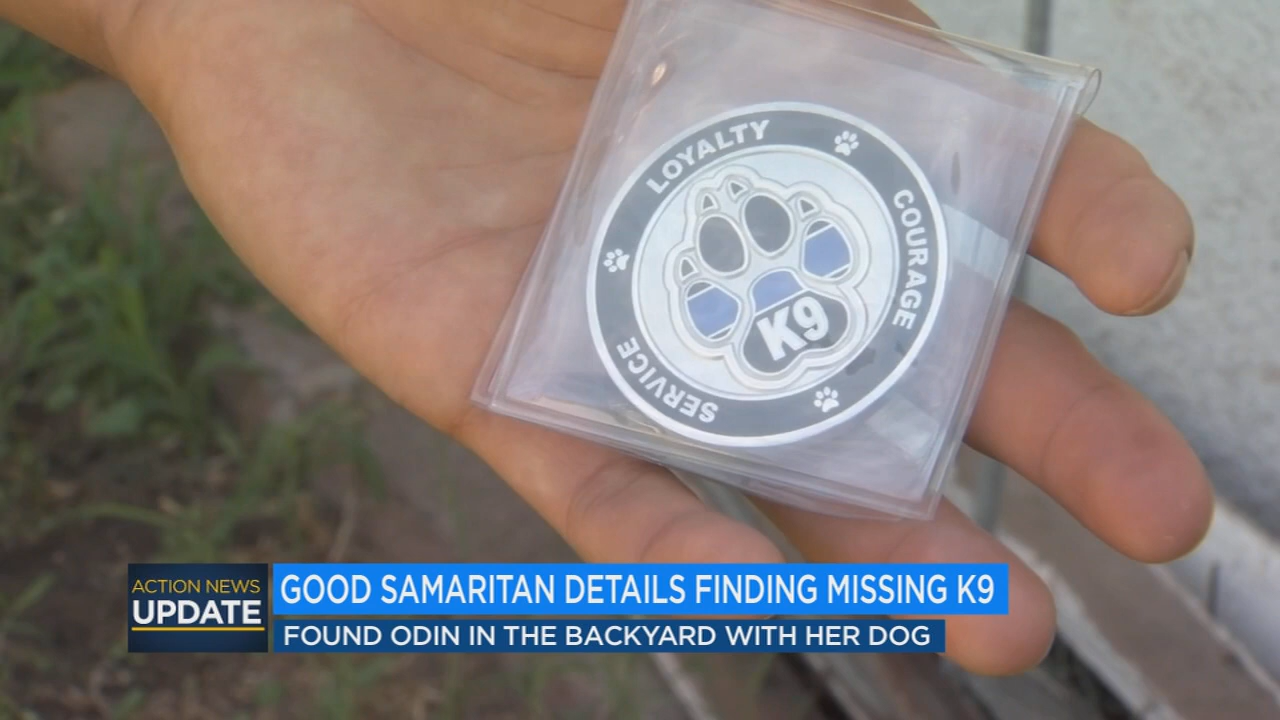 LOYALTY
COURAGE
SERVICE
K9
ACTION NEWS
UPDATE
GOOD SAMARITAN DETAILS FINDING MISSING K9
FOUND ODIN IN THE BACKYARD WITH HER DOG